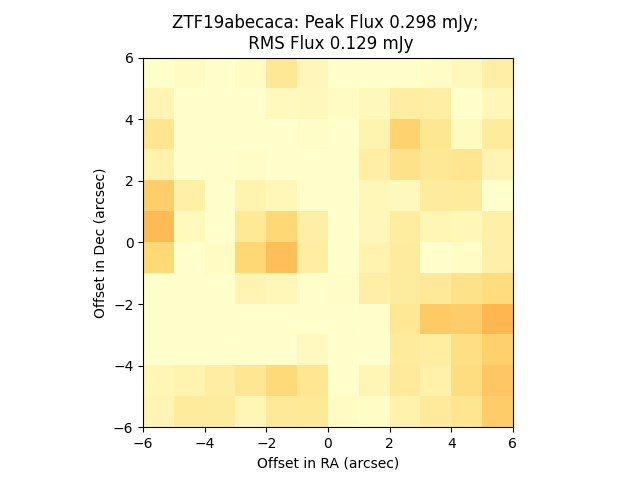 ZTF19abecaca: Peak Flux 0.298 mJy;
RMS Flux 0.129 mJy
6
4
2
0
−2
−4
−6
Offset in Dec (arcsec)
−6 −4 −2 0 2 4 6
Offset in RA (arcsec)